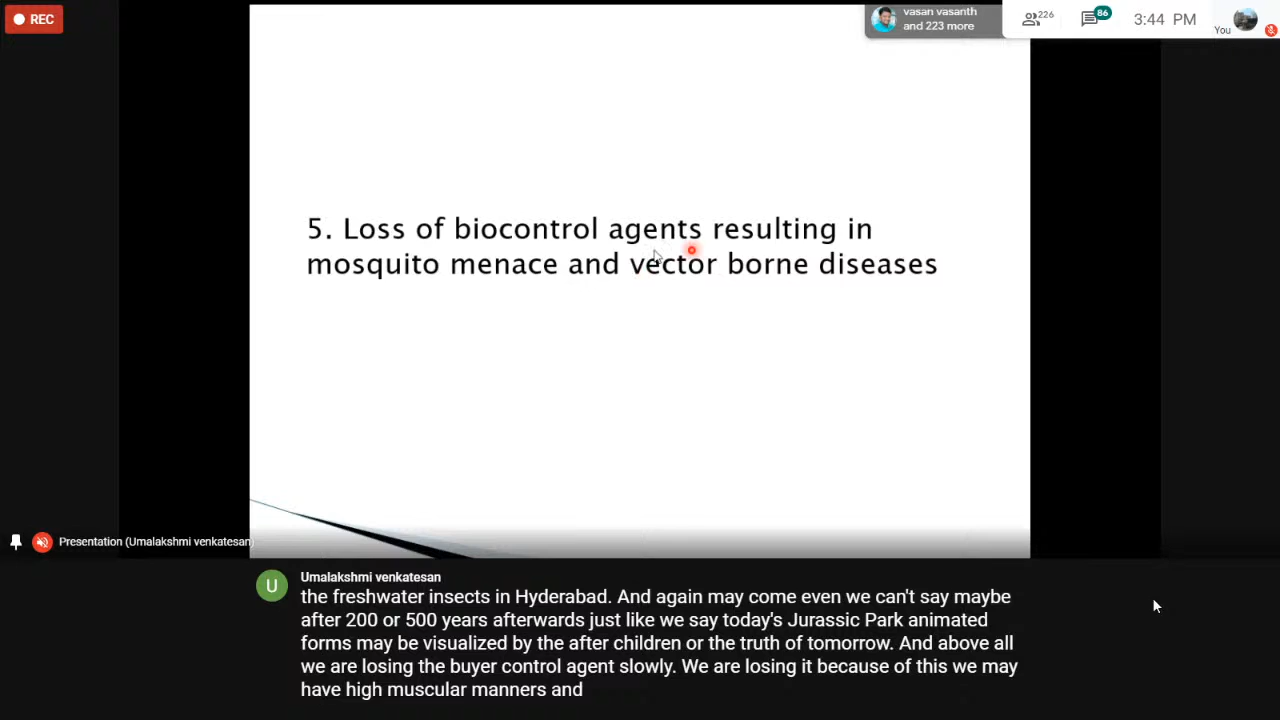 REC
vasan vasanth
and 223 more
226
86
3:44 PM
You
5. Loss of biocontrol agents resulting in
mosquito menace and vector borne diseases
Presentation (Umalakshmi venkatesan)
U
Umalakshmi venkatesan
the freshwater insects in Hyderabad. And again may come even we can't say maybe
after 200 or 500 years afterwards just like we say today's Jurassic Park animated
forms may be visualized by the after children or the truth of tomorrow. And above all
we are losing the buyer control agent slowly. We are losing it because of this we may
have high muscular manners and